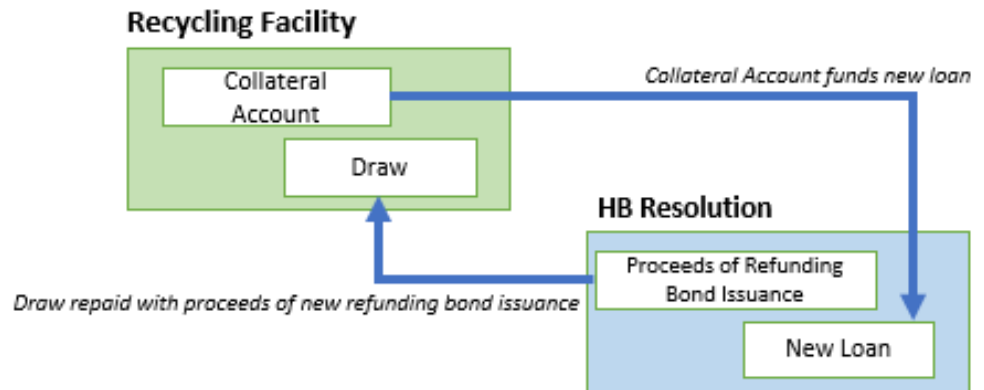 Recycling Facility
Collateral
Account
Collateral Account funds new loan
Draw
HB Resolution
Proceeds of Refunding
Bond Issuance
Draw repaid with proceeds of new refunding bond issuance
New Loan